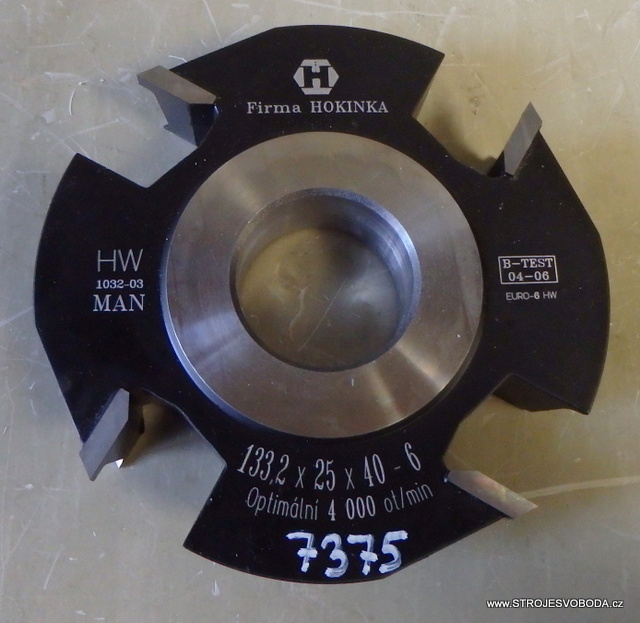 H
Firma HOKINKA
HW
1032-03
MAN
B-TEST
04-06
EURO-6 HW
133,2 x 25 x 40 - 6
Optimální 4 000 ot/min
7375
www.STROJESVOBODA.cz